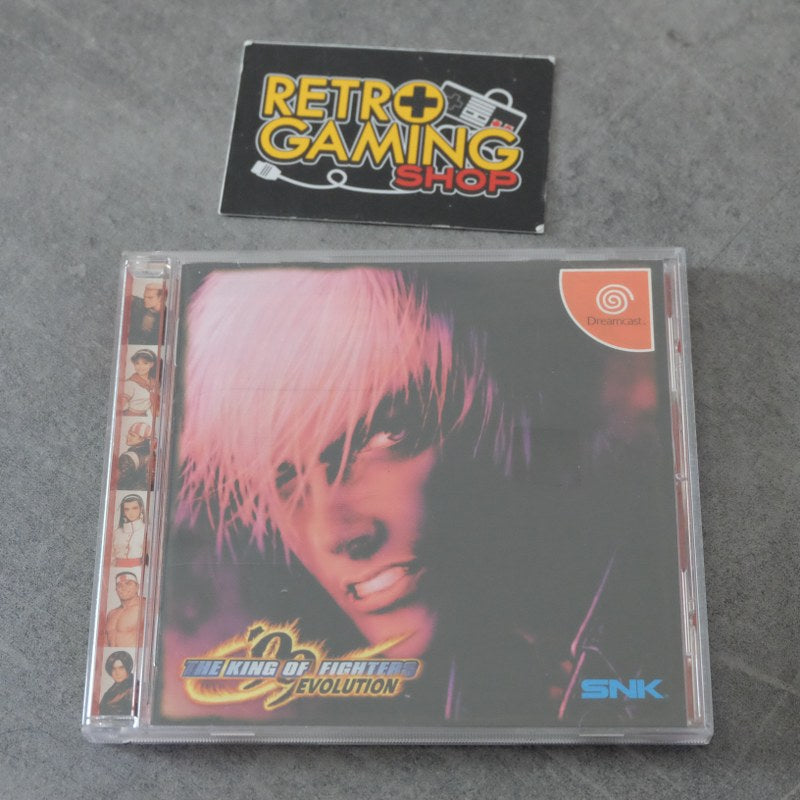 RETRO
GAMING
SHOP
Dreamcast.
'99
THE KING OF FIGHTERS
EVOLUTION
SNK